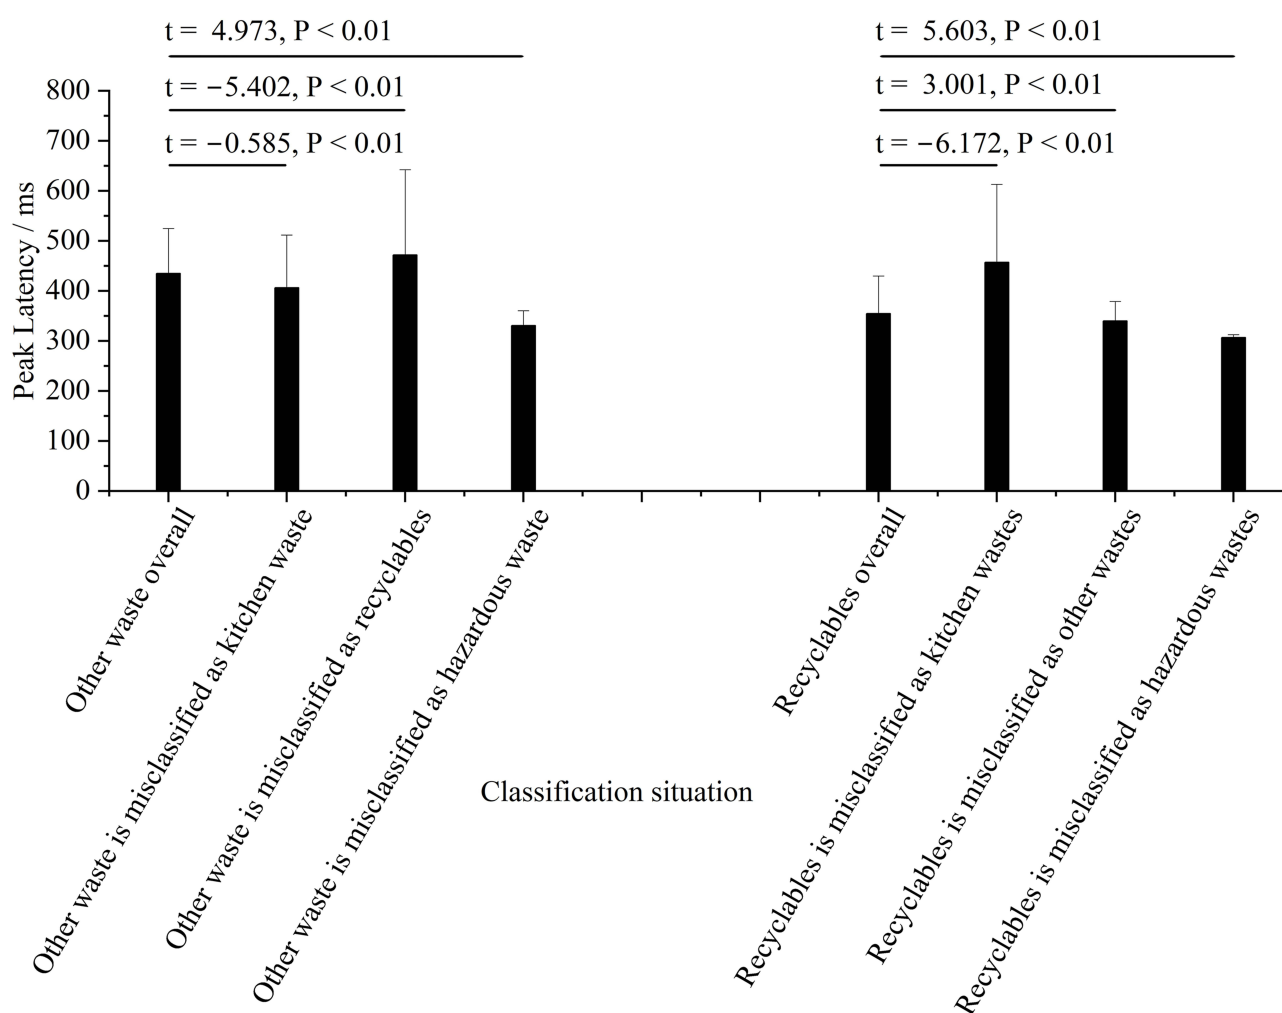 t = 4.973, P < 0.01
t = −5.402, P < 0.01
t = −0.585, P < 0.01
t = 5.603, P < 0.01
t = 3.001, P < 0.01
t = −6.172, P < 0.01
Peak Latency / ms
800
700
600
500
400
300
200
100
0
Other waste overall
Other waste is misclassified as kitchen waste
Other waste is misclassified as recyclables
Other waste is misclassified as hazardous waste
Recyclables overall
Recyclables is misclassified as kitchen wastes
Recyclables is misclassified as other wastes
Recyclables is misclassified as hazardous wastes
Classification situation